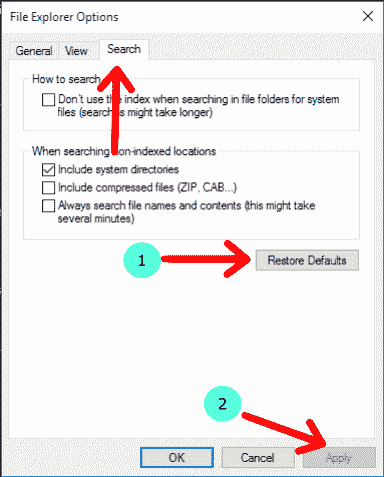 File Explorer Options
General View Search
How to search
Don't use the index when searching in file folders for system
files (searches might take longer)
When searching non-indexed locations
Include system directories
Include compressed files (ZIP, CAB...)
Always search file names and contents (this might take
several minutes)
1
Restore Defaults
2
OK Cancel Apply